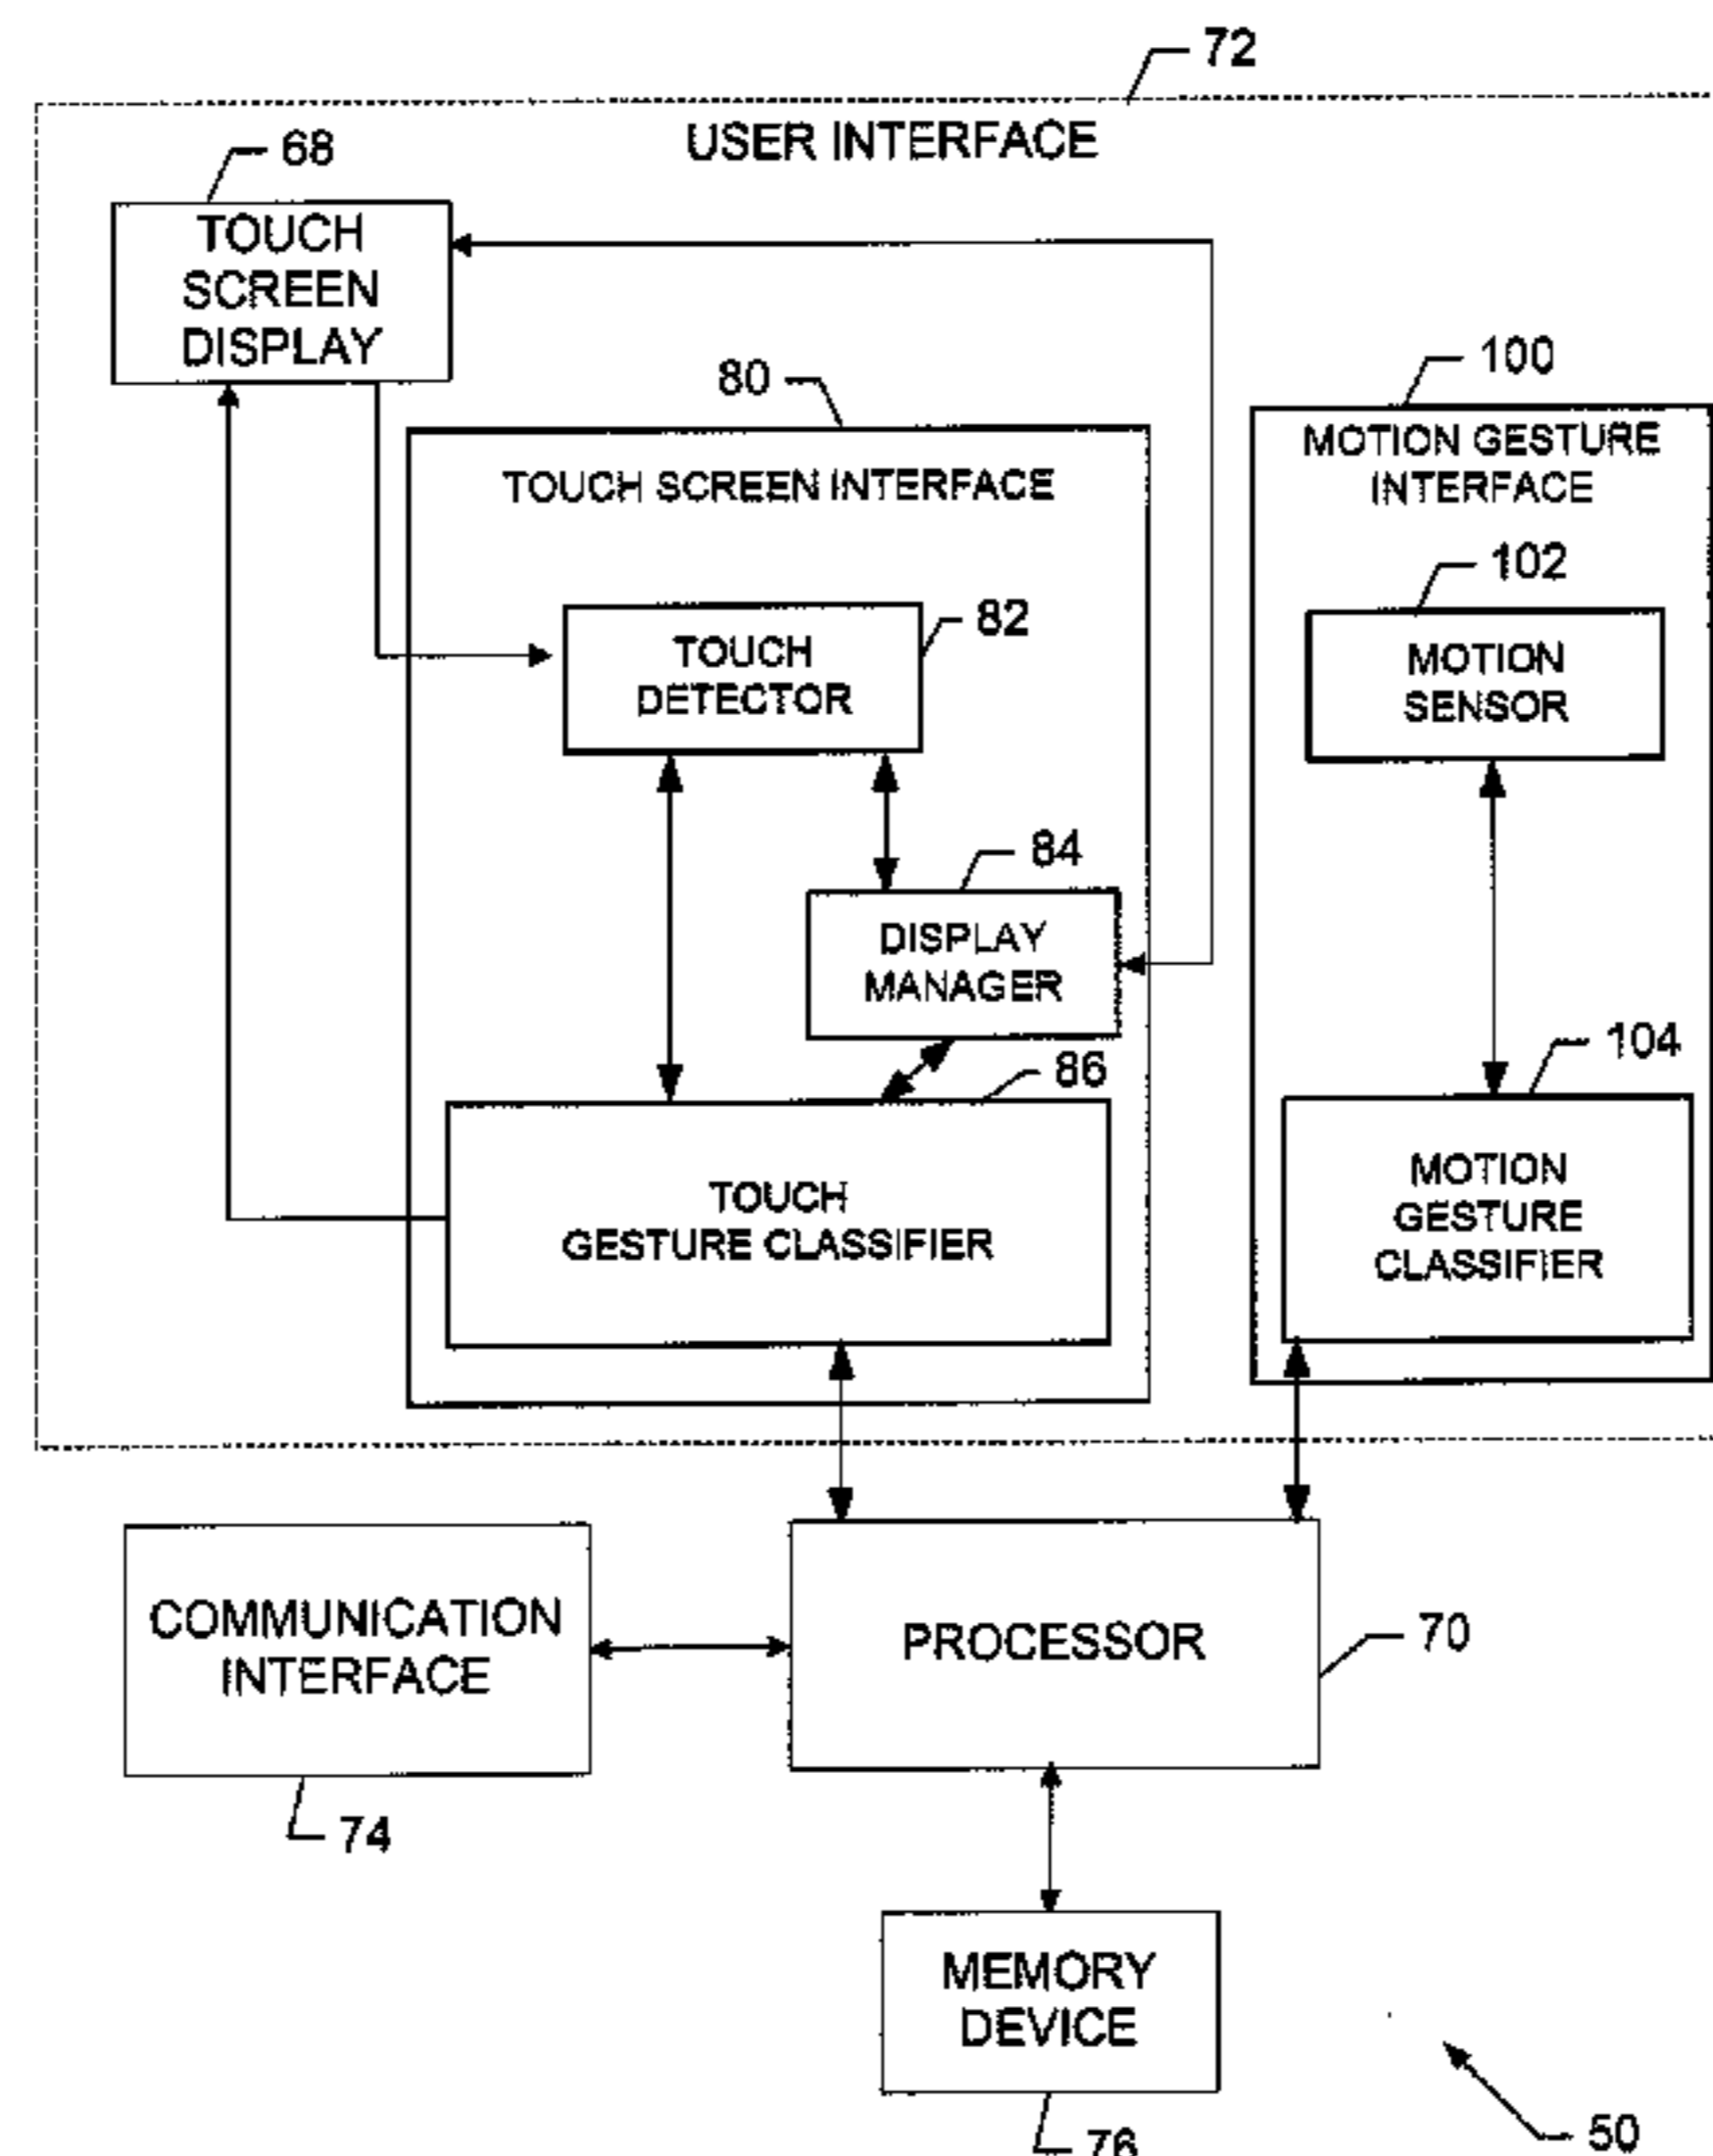 72
USER INTERFACE
68
TOUCH
SCREEN
DISPLAY
80
TOUCH SCREEN INTERFACE
82
TOUCH
DETECTOR
84
DISPLAY
MANAGER
86
TOUCH
GESTURE CLASSIFIER
100
MOTION GESTURE
INTERFACE
102
MOTION
SENSOR
104
MOTION
GESTURE
CLASSIFIER
COMMUNICATION
INTERFACE
74
PROCESSOR
70
MEMORY
DEVICE
76
50